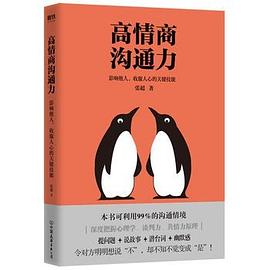 高情商
沟通力
影响他人、收服人心的关键技能
张超 著
本书可利用99%的沟通情境
深度把握心理学、谈判力、共情力原理
提问题+说故事+潜台词+幽默感
令对方明明想说“不”,却不知不觉变成“是”!